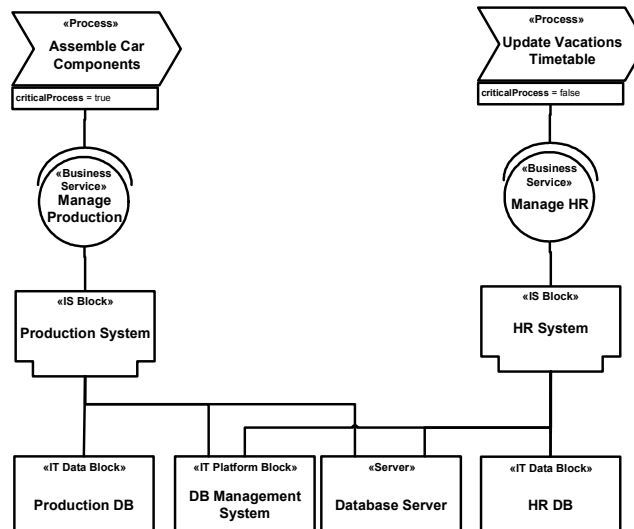 «Process»
Assemble Car
Components
criticalProcess = true
«Process»
Update Vacations
Timetable
criticalProcess = false
«Business
Service»
Manage
Production
«Business
Service»
Manage HR
«IS Block»
Production System
«IS Block»
HR System
«IT Data Block»
Production DB
«IT Platform Block»
DB Management
System
«Server»
Database Server
«IT Data Block»
HR DB